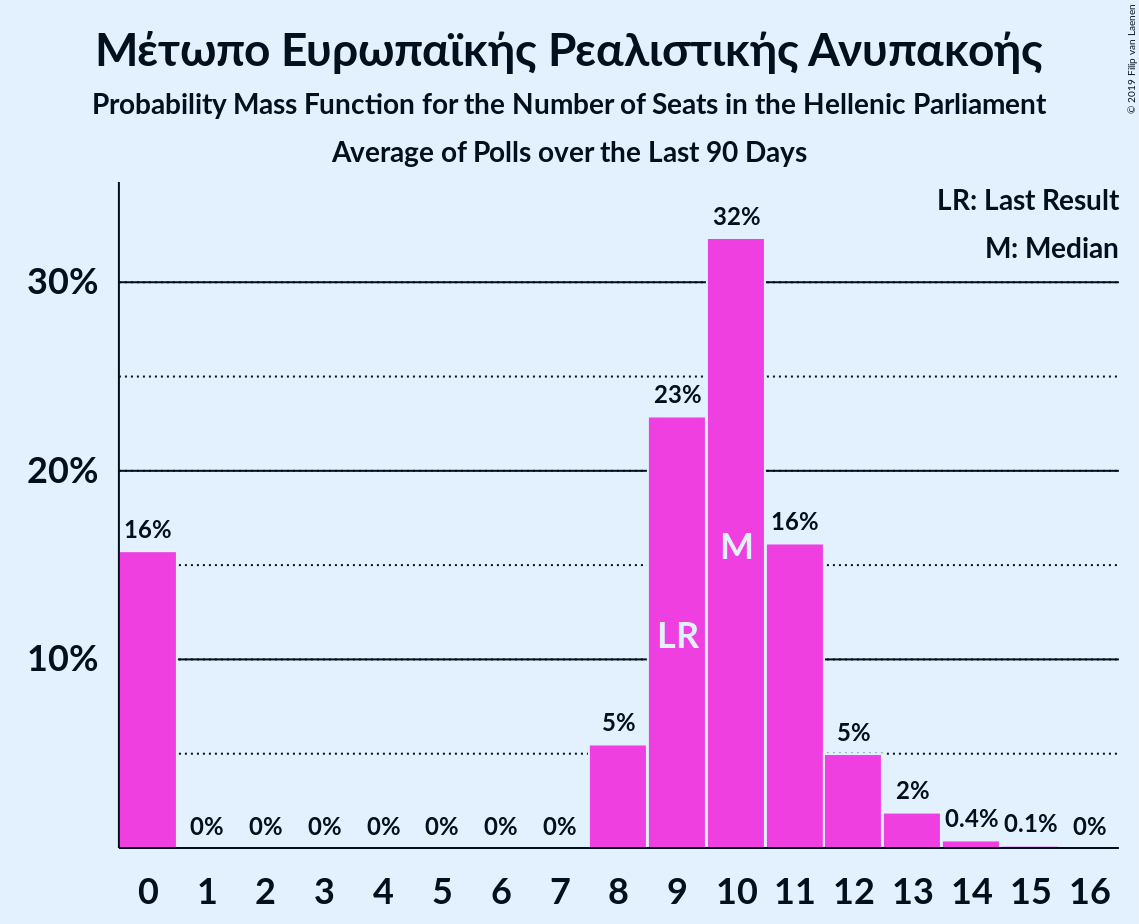 Μέτωπο Ευρωπαϊκής Ρεαλιστικής Ανυπακοής
Probability Mass Function for the Number of Seats in the Hellenic Parliament
Average of Polls over the Last 90 Days
© 2019 Filip van Laenen
LR: Last Result
M: Median
30%
20%
10%
16%
0%
0%
0%
0%
0%
0%
0%
5%
23%
32%
16%
5%
2%
0.4%
0.1%
0%
LR
M
0 1 2 3 4 5 6 7 8 9 10 11 12 13 14 15 16